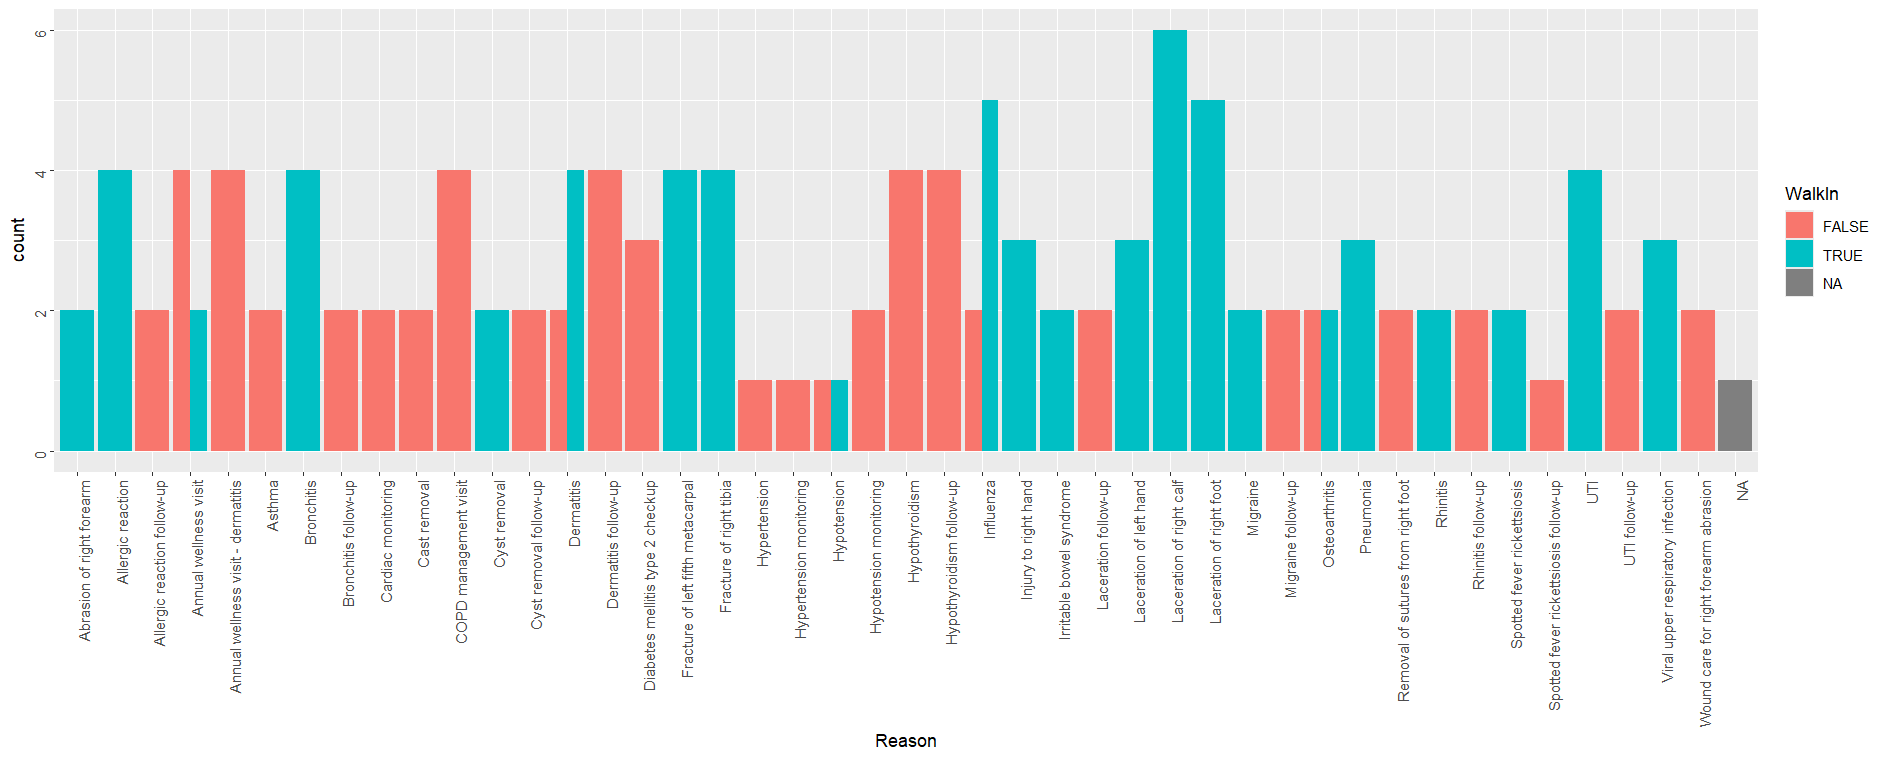 count
6
4
2
0
Abrasion of right forearm
Allergic reaction
Allergic reaction follow-up
Annual wellness visit
Annual wellness visit - dermatitis
Asthma
Bronchitis
Bronchitis follow-up
Cardiac monitoring
Cast removal
COPD management visit
Cyst removal
Cyst removal follow-up
Dermatitis
Dermatitis follow-up
Diabetes mellitis type 2 checkup
Fracture of left fifth metacarpal
Fracture of right tibia
Hypertension
Hypertension monitoring
Hypotension
Hypotension monitoring
Hypothyroidism
Hypothyroidism follow-up
Influenza
Injury to right hand
Irritable bowel syndrome
Laceration follow-up
Laceration of left hand
Laceration of right calf
Laceration of right foot
Migraine
Migraine follow-up
Osteoarthritis
Pneumonia
Removal of sutures from right foot
Rhinitis
Rhinitis follow-up
Spotted fever rickettsiosis
Spotted fever rickettsiosis follow-up
UTI
UTI follow-up
Viral upper respiratory infection
Wound care for right forearm abrasion
NA
Reason
WalkIn
FALSE
TRUE
NA